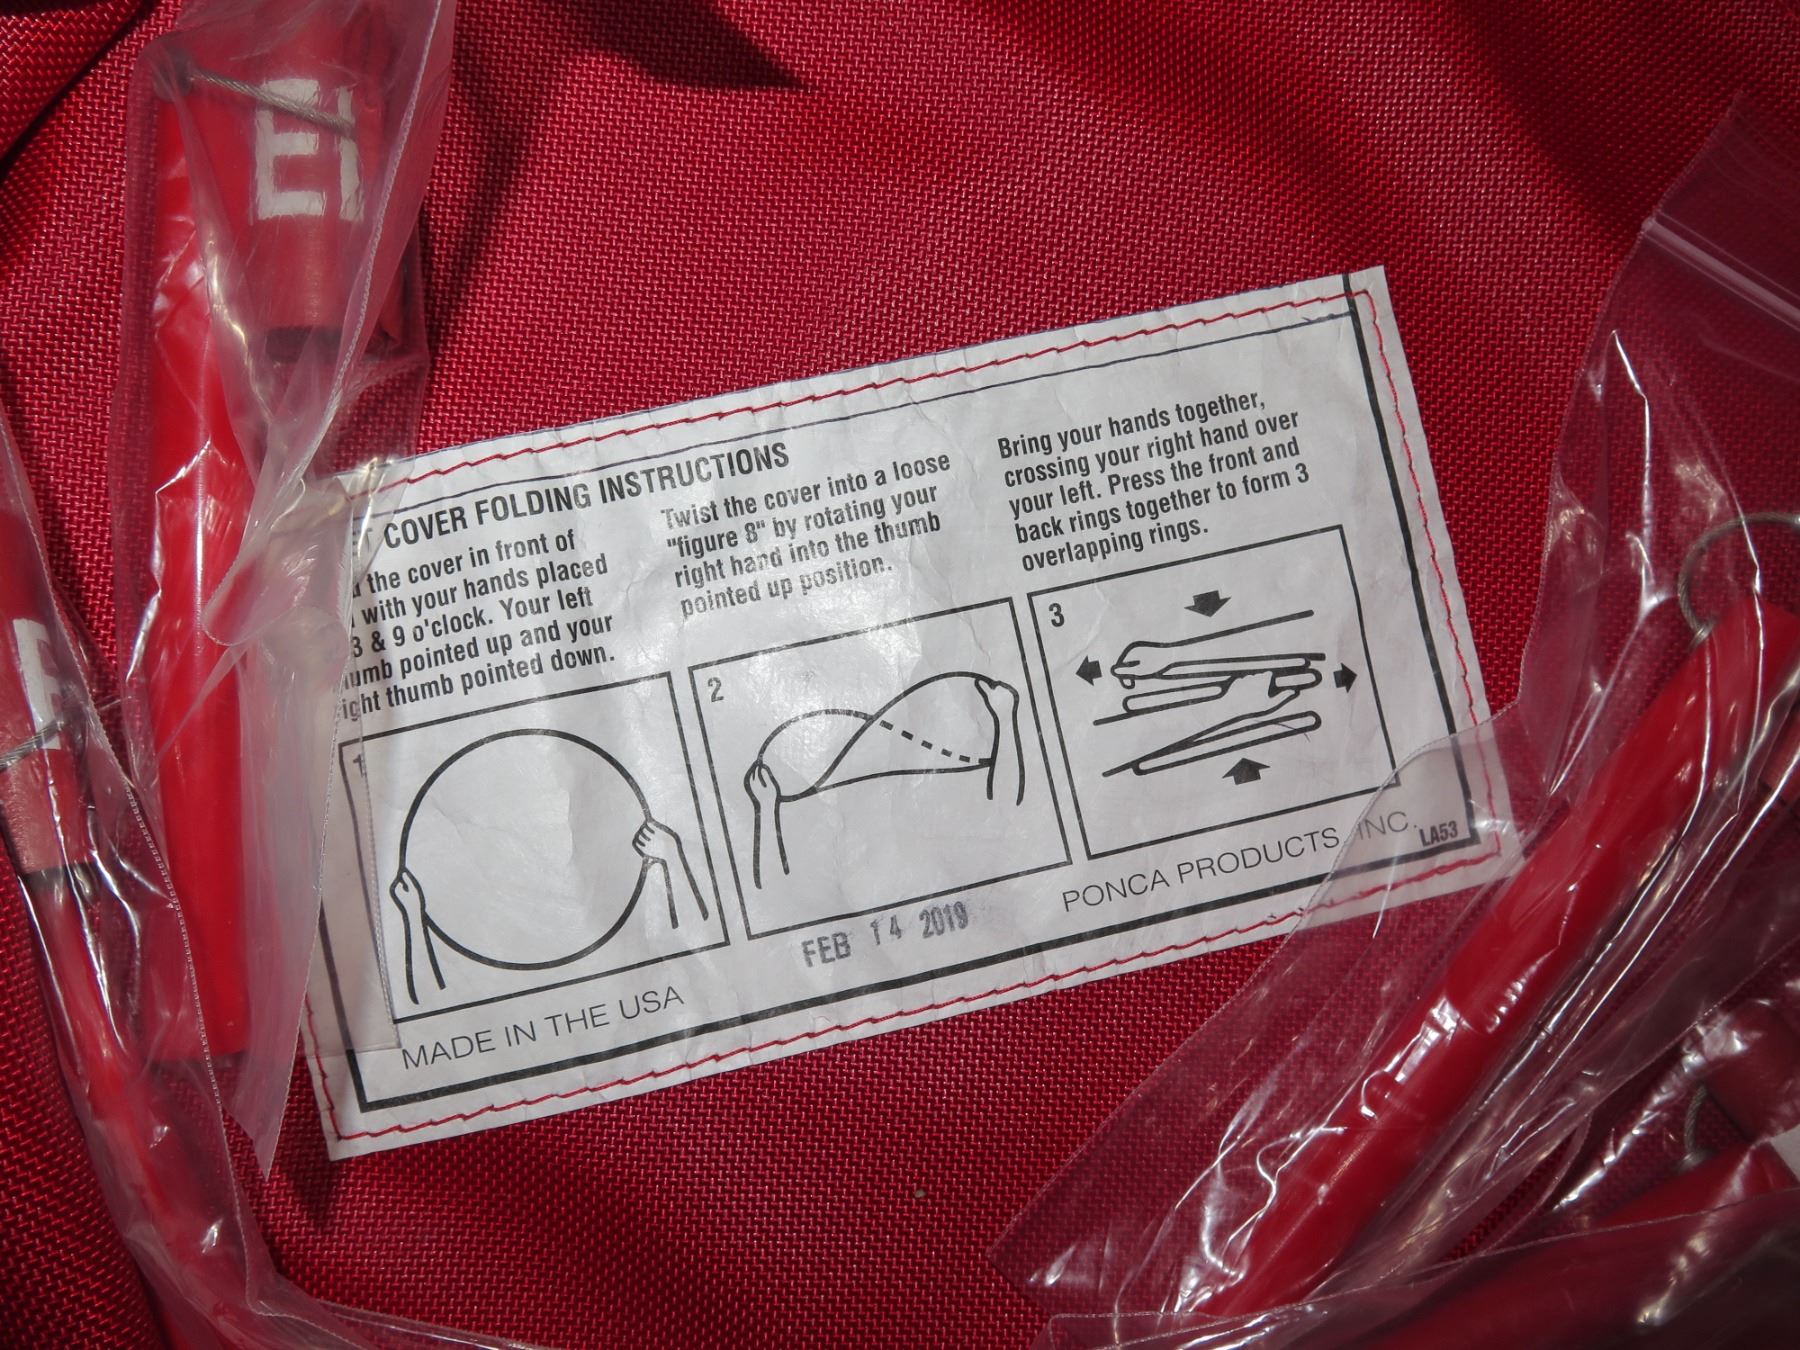 COVER FOLDING INSTRUCTIONS
the cover in front of
with your hands placed
3 & 9 o'clock. Your left
pointed up and your
thumb pointed down.
Twist the cover into a loose
"figure 8" by rotating your
right hand into the thumb
pointed up position.
Bring your hands together,
crossing your right hand over
your left. Press the front and
back rings together to form 3
overlapping rings.
1
2
3
MADE IN THE USA
FEB 14 2019
PONCA PRODUCTS, INC.
LA53